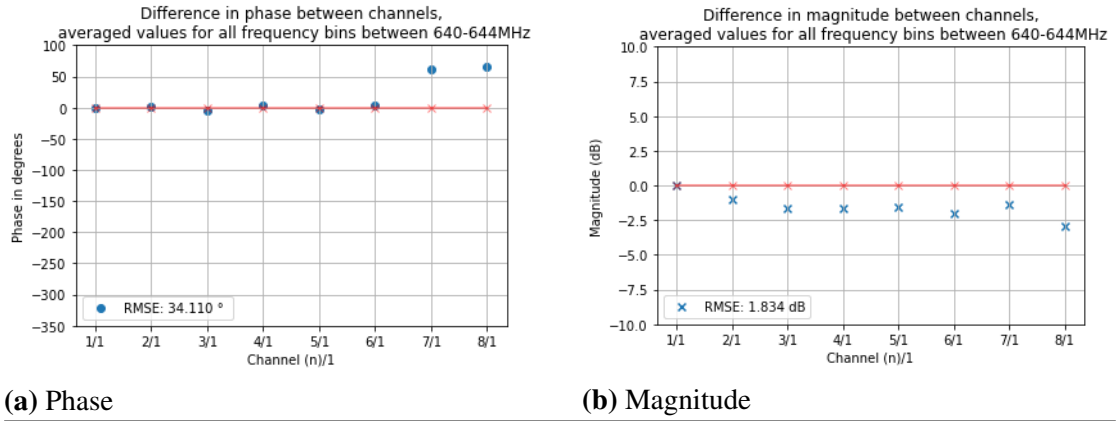 Difference in phase between channels,
averaged values for all frequency bins between 640-644MHz
100
50
0
−50
−100
−150
−200
−250
−300
−350
Phase in degrees
RMSE: 34.110 °
1/1 2/1 3/1 4/1 5/1 6/1 7/1 8/1
Channel (n)/1
(a) Phase
Difference in magnitude between channels,
averaged values for all frequency bins between 640-644MHz
10.0
7.5
5.0
2.5
0.0
−2.5
−5.0
−7.5
−10.0
Magnitude (dB)
RMSE: 1.834 dB
1/1 2/1 3/1 4/1 5/1 6/1 7/1 8/1
Channel (n)/1
(b) Magnitude